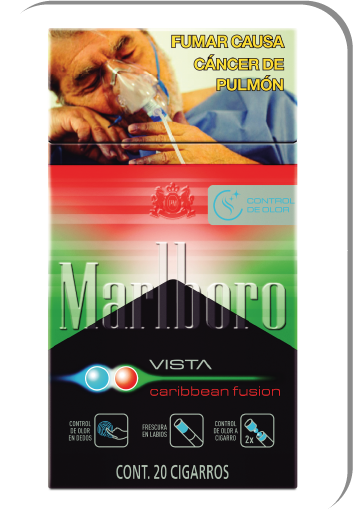 FUMAR CAUSA
CÁNCER DE
PULMÓN
CONTROL
DE OLOR
Marlboro
VISTA
caribbean fusion
CONTROL
DE OLOR
EN DEDOS
FRESCURA
EN LABIOS
CONTROL
DE OLOR A
CIGARRO
2x
CONT. 20 CIGARROS